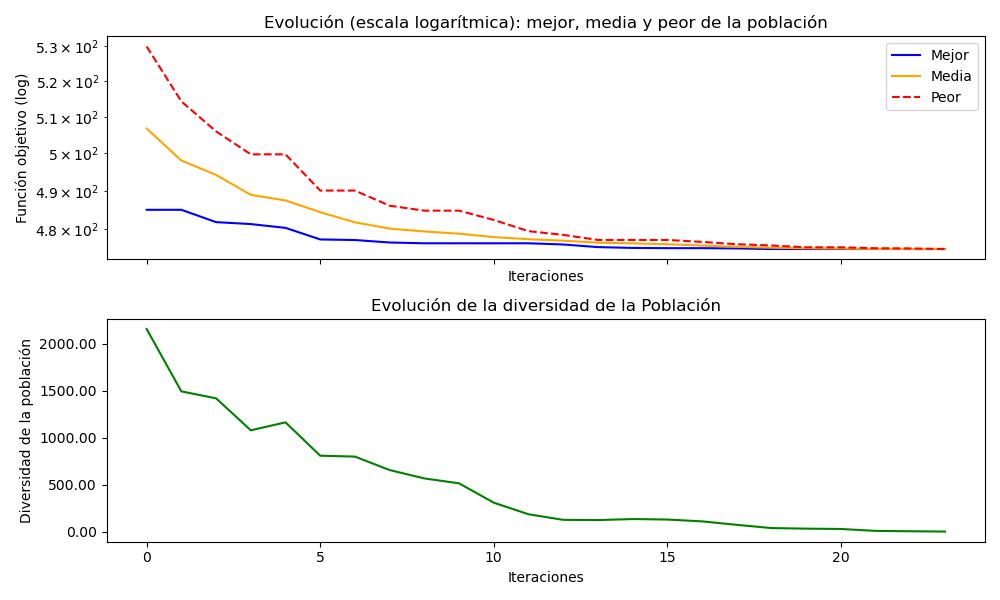 Evolución (escala logarítmica): mejor, media y peor de la población
Función objetivo (log)
5.3 × 10²
5.2 × 10²
5.1 × 10²
5 × 10²
4.9 × 10²
4.8 × 10²
Mejor
Media
Peor
Iteraciones
Evolución de la diversidad de la Población
Diversidad de la población
2000.00
1500.00
1000.00
500.00
0.00
0 5 10 15 20
Iteraciones